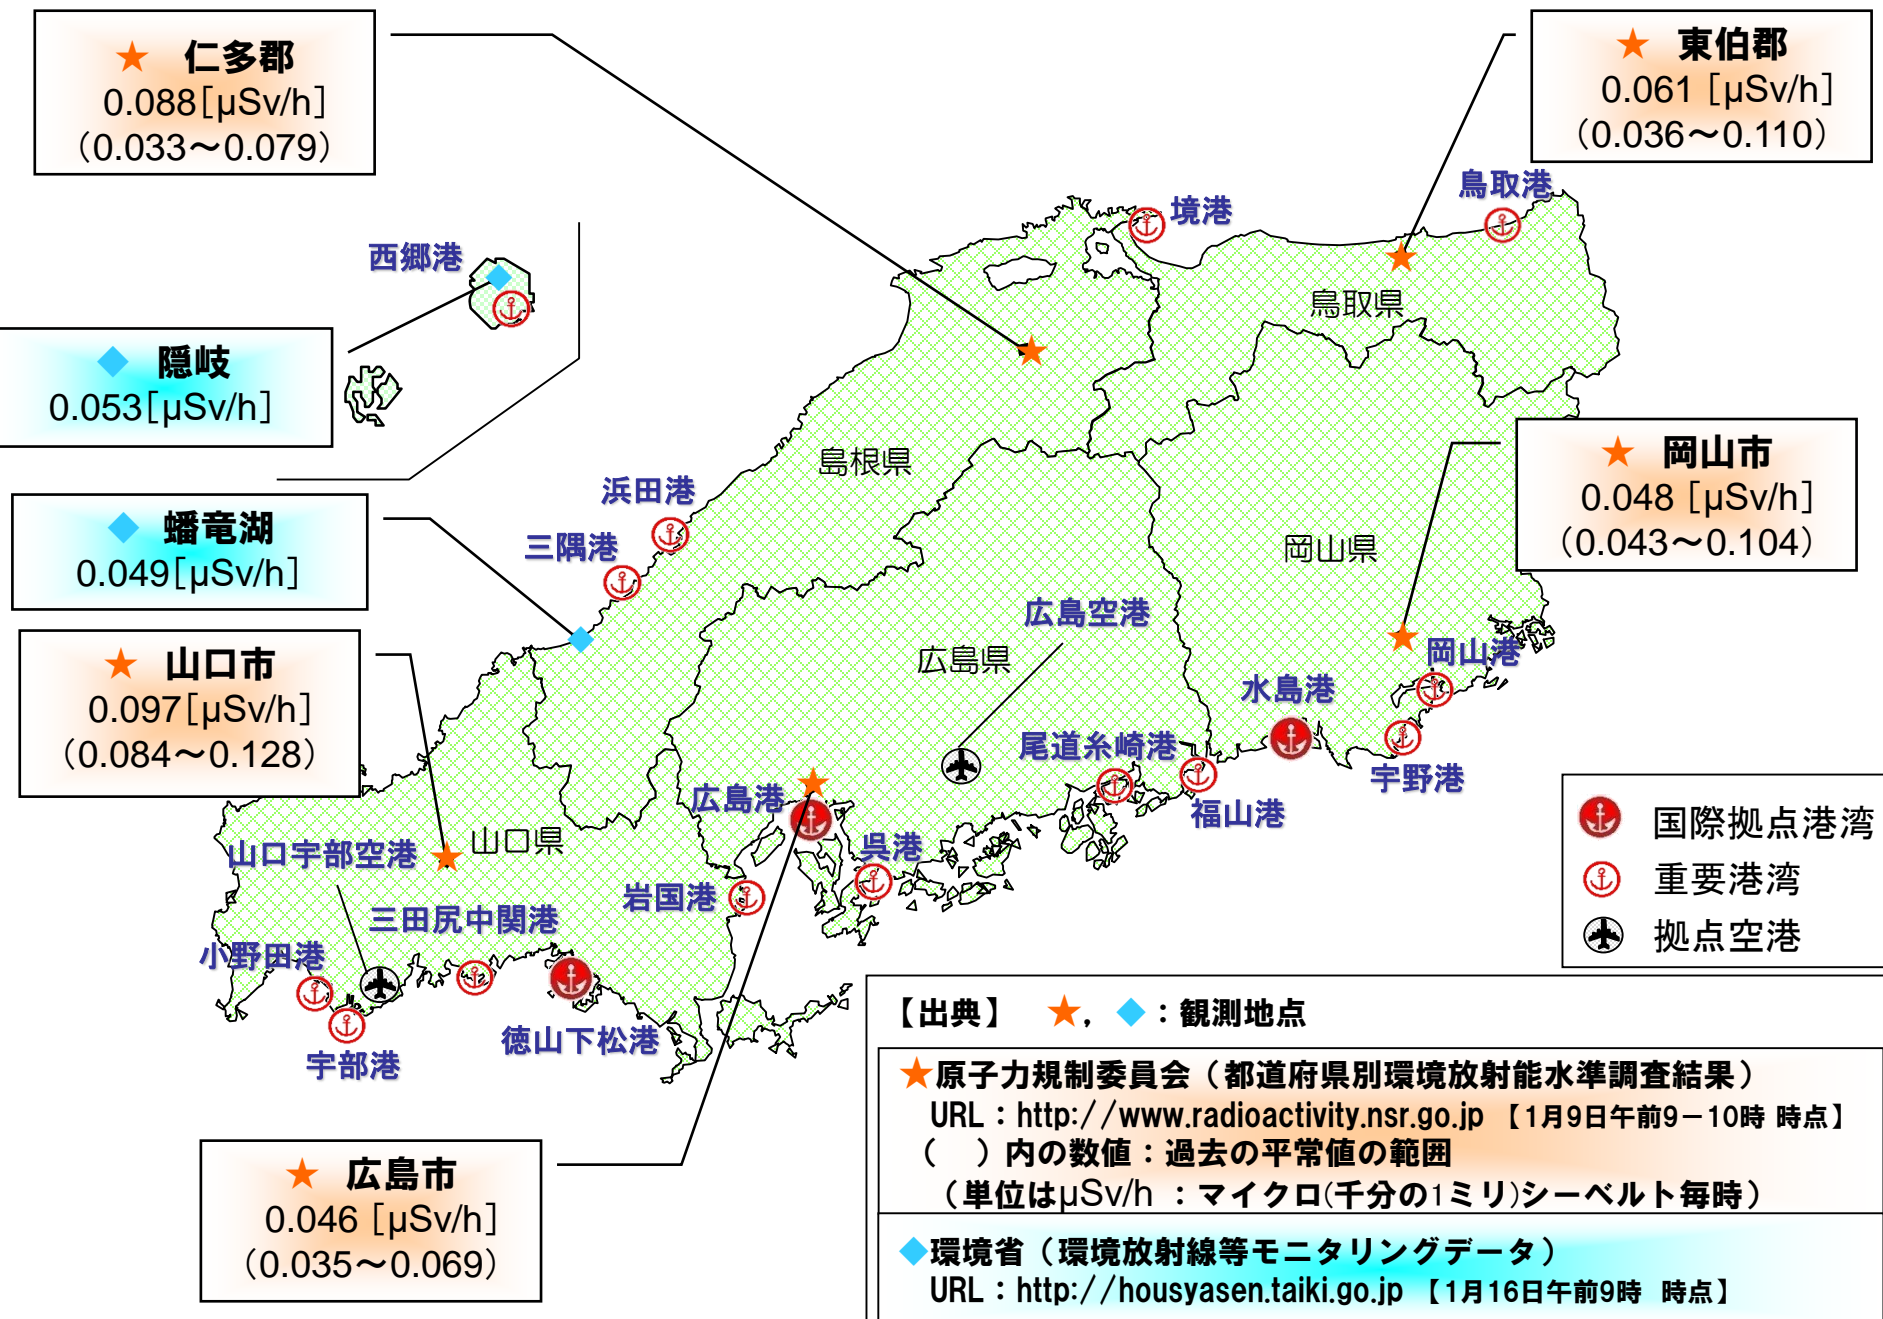 ★ 仁多郡
0.088[μSv/h]
(0.033～0.079)
★ 東伯郡
0.061 [μSv/h]
(0.036～0.110)
鳥取港
境港
西郷港
鳥取県
◆ 隠岐
0.053[μSv/h]
島根県
★ 岡山市
0.048 [μSv/h]
(0.043～0.104)
浜田港
三隅港
◆ 蟠竜湖
0.049[μSv/h]
岡山県
広島空港
広島県
★ 山口市
0.097[μSv/h]
(0.084～0.128)
岡山港
水島港
尾道糸崎港
宇野港
福山港
広島港
呉港
山口県
山口宇部空港
岩国港
三田尻中関港
小野田港
徳山下松港
宇部港
国際拠点港湾
重要港湾
拠点空港
★ 広島市
0.046 [μSv/h]
(0.035～0.069)
【出典】 ★，◆：観測地点
★原子力規制委員会（都道府県別環境放射能水準調査結果）
URL：http://www.radioactivity.nsr.go.jp 【1月9日午前9－10時 時点】
（ ）内の数値：過去の平常値の範囲
（単位はμSv/h ：マイクロ(千分の1ミリ)シーベルト毎時）
◆環境省（環境放射線等モニタリングデータ）
URL：http://housyasen.taiki.go.jp 【1月16日午前9時 時点】